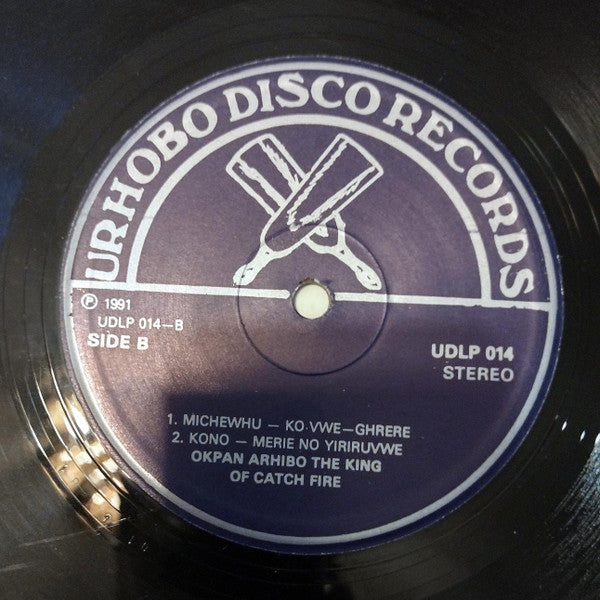 URHOBO DISCO RECORDS
Ⓟ 1991
UDLP 014-B
SIDE B
UDLP 014
STEREO
1. MICHEWHU - KO-VWE-GHRERE
2. KONO - MERIE NO YIRIRUVWE
OKPAN ARHIBO THE KING
OF CATCH FIRE